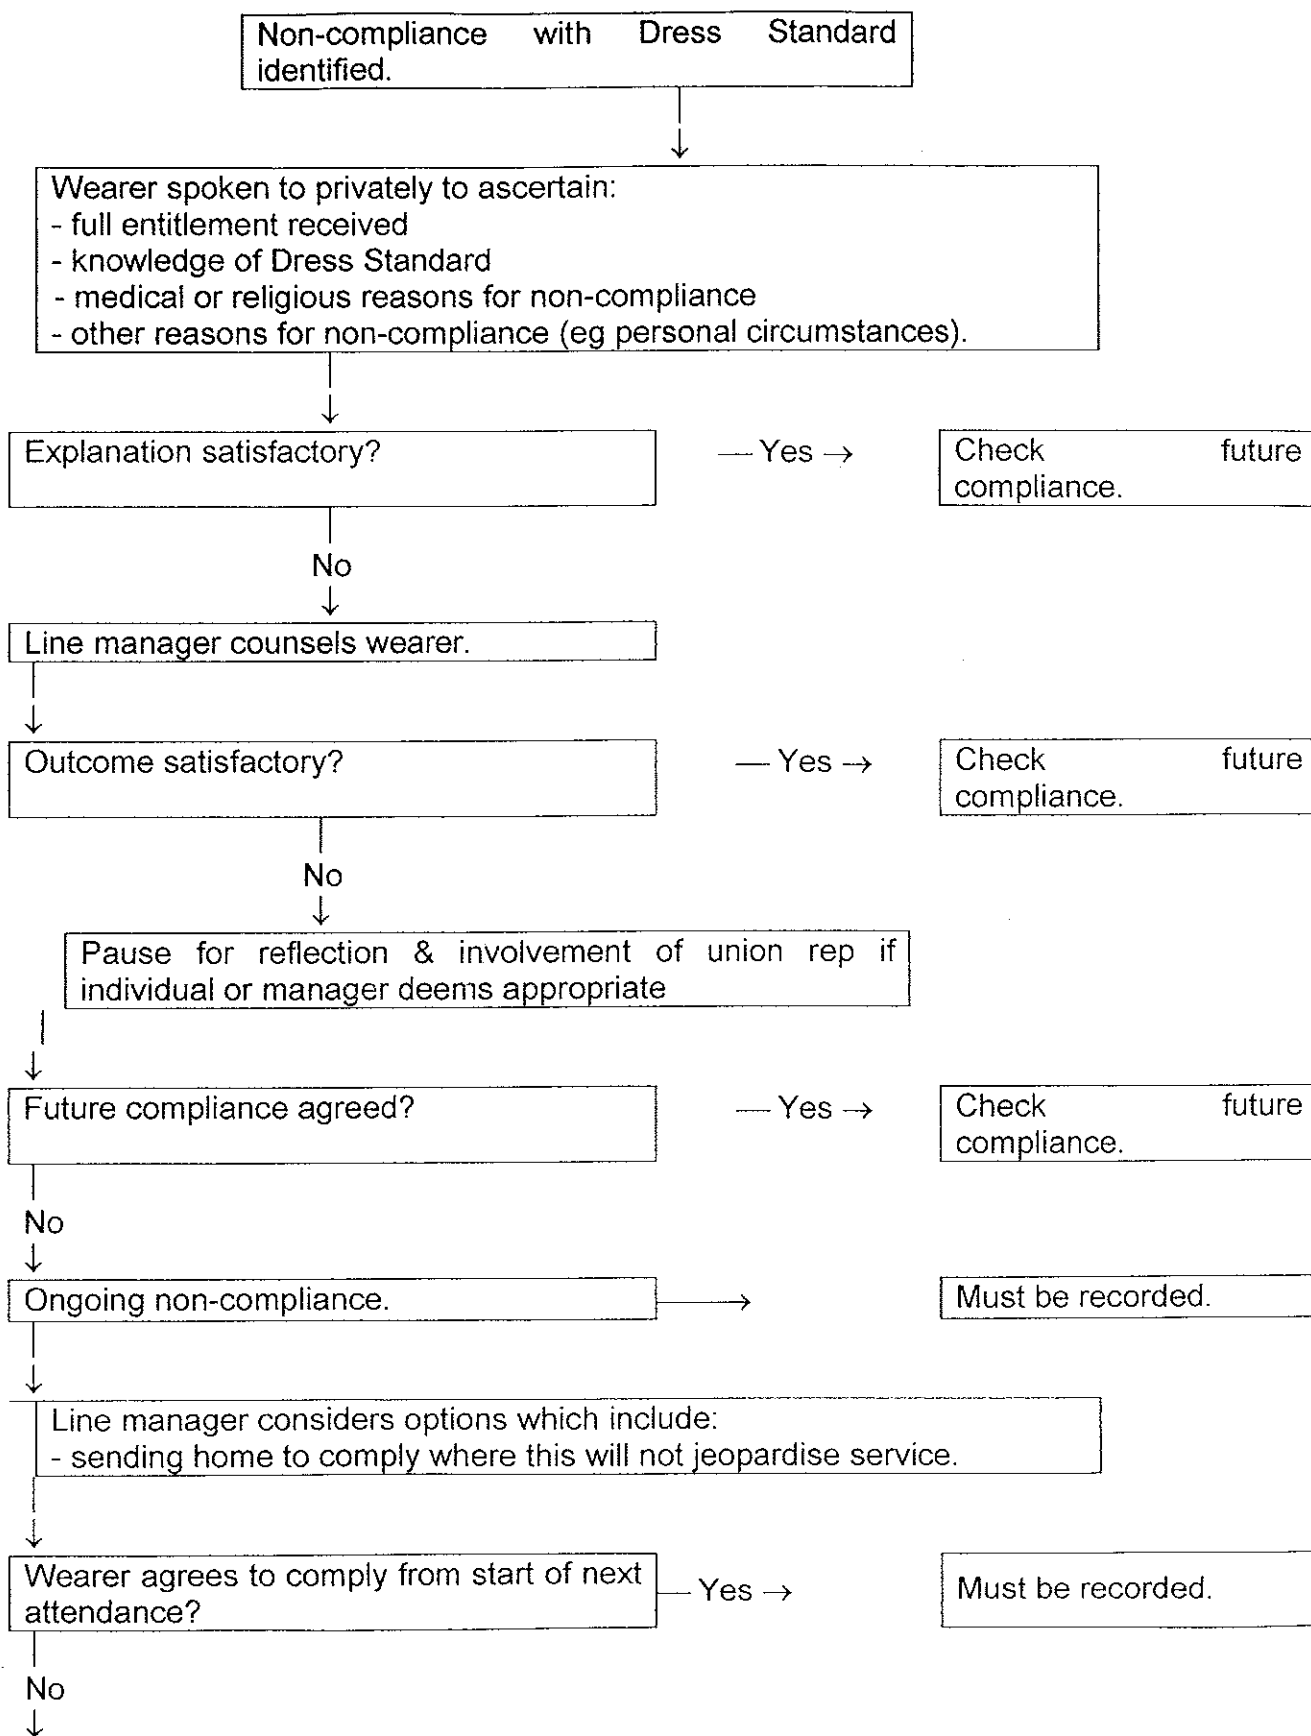 Non-compliance with Dress Standard
identified.
Wearer spoken to privately to ascertain:
- full entitlement received
- knowledge of Dress Standard
- medical or religious reasons for non-compliance
- other reasons for non-compliance (eg personal circumstances).
Explanation satisfactory?
— Yes →
Check future
compliance.
No
Line manager counsels wearer.
Outcome satisfactory?
— Yes →
Check future
compliance.
No
Pause for reflection & involvement of union rep if
individual or manager deems appropriate
Future compliance agreed?
— Yes →
Check future
compliance.
No
Ongoing non-compliance.
Must be recorded.
Line manager considers options which include:
- sending home to comply where this will not jeopardise service.
Wearer agrees to comply from start of next
attendance?
— Yes →
Must be recorded.
No